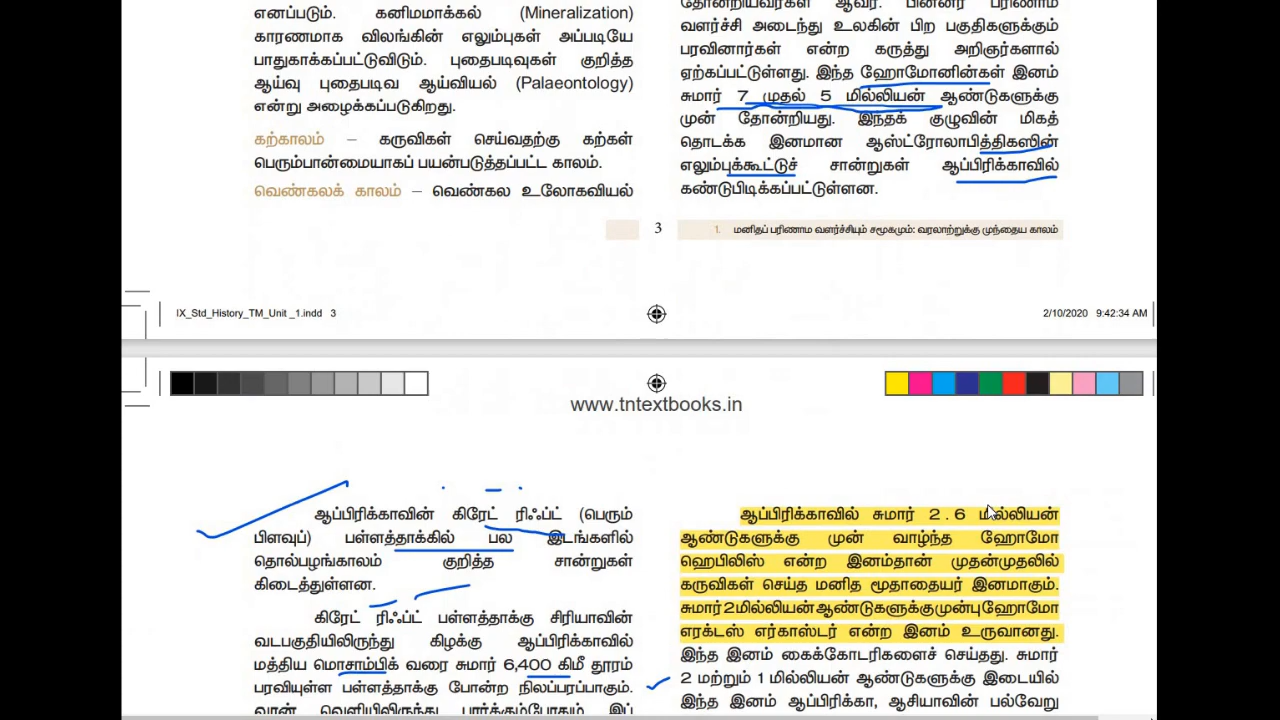 எனப்படும். கனிமமாக்கல் (Mineralization)
காரணமாக விலங்கின் எலும்புகள் அப்படியே
பாதுகாக்கப்பட்டுவிடும். புதைபடிவுகள் குறித்த
ஆய்வு புதைபடிவ ஆய்வியல் (Palaeontology)
என்று அழைக்கப்படுகிறது.
கற்காலம் – கருவிகள் செய்வதற்கு கற்கள்
பெரும்பான்மையாகப் பயன்படுத்தப்பட்ட காலம்.
வெண்கலக் காலம் – வெண்கல உலோகவியல்
தோன்றியவர்கள் ஆவர். பின்னர் பரிணாம
வளர்ச்சி அடைந்து உலகின் பிற பகுதிகளுக்கும்
பரவினார்கள் என்ற கருத்து அறிஞர்களால்
ஏற்கப்பட்டுள்ளது. இந்த ஹோமோனின்கள் இனம்
சுமார் 7 முதல் 5 மில்லியன் ஆண்டுகளுக்கு
முன் தோன்றியது. இந்தக் குழுவின் மிகத்
தொடக்க இனமான ஆஸ்ட்ரோலாபித்திகஸின்
எலும்புக்கூட்டுச் சான்றுகள் ஆப்பிரிக்காவில்
கண்டுபிடிக்கப்பட்டுள்ளன.
3 1. மனிதப் பரிணாம வளர்ச்சியும் சமூகமும்: வரலாற்றுக்கு முந்தைய காலம்
IX_Std_History_TM_Unit _1.indd 3 2/10/2020 9:42:34 AM
www.tntextbooks.in
ஆப்பிரிக்காவின் கிரேட் ரிஃப்ட் (பெரும்
பிளவுப்) பள்ளத்தாக்கில் பல இடங்களில்
தொல்பழங்காலம் குறித்த சான்றுகள்
கிடைத்துள்ளன.
கிரேட் ரிஃப்ட் பள்ளத்தாக்கு சிரியாவின்
வடபகுதியிலிருந்து கிழக்கு ஆப்பிரிக்காவில்
மத்திய மொசாம்பிக் வரை சுமார் 6,400 கிமீ தூரம்
பரவியுள்ள பள்ளத்தாக்கு போன்ற நிலப்பரப்பாகும்.
வான் வெளியிலிருந்து பார்க்கும்போதும் இப்
ஆப்பிரிக்காவில் சுமார் 2.6 மில்லியன்
ஆண்டுகளுக்கு முன் வாழ்ந்த ஹோமோ
ஹெபிலிஸ் என்ற இனம்தான் முதன்முதலில்
கருவிகள் செய்த மனித மூதாதையர் இனமாகும்.
சுமார் 2 மில்லியன் ஆண்டுகளுக்கு முன்பு ஹோமோ
எரக்டஸ் எர்காஸ்டர் என்ற இனம் உருவானது.
இந்த இனம் கைக்கோடரிகளைச் செய்தது. சுமார்
2 மற்றும் 1 மில்லியன் ஆண்டுகளுக்கு இடையில்
இந்த இனம் ஆப்பிரிக்கா, ஆசியாவின் பல்வேறு